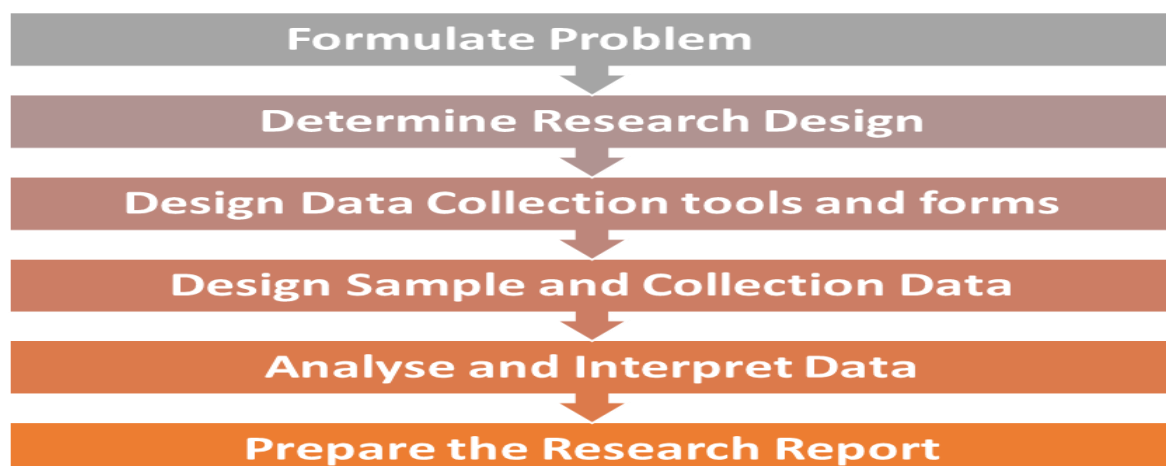 Formulate Problem
Determine Research Design
Design Data Collection tools and forms
Design Sample and Collection Data
Analyse and Interpret Data
Prepare the Research Report